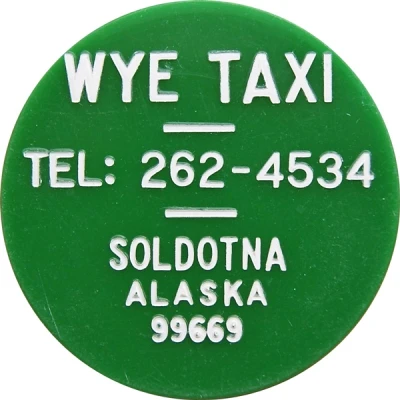 WYE TAXI
TEL: 262-4534
SOLDOTNA
ALASKA
99669